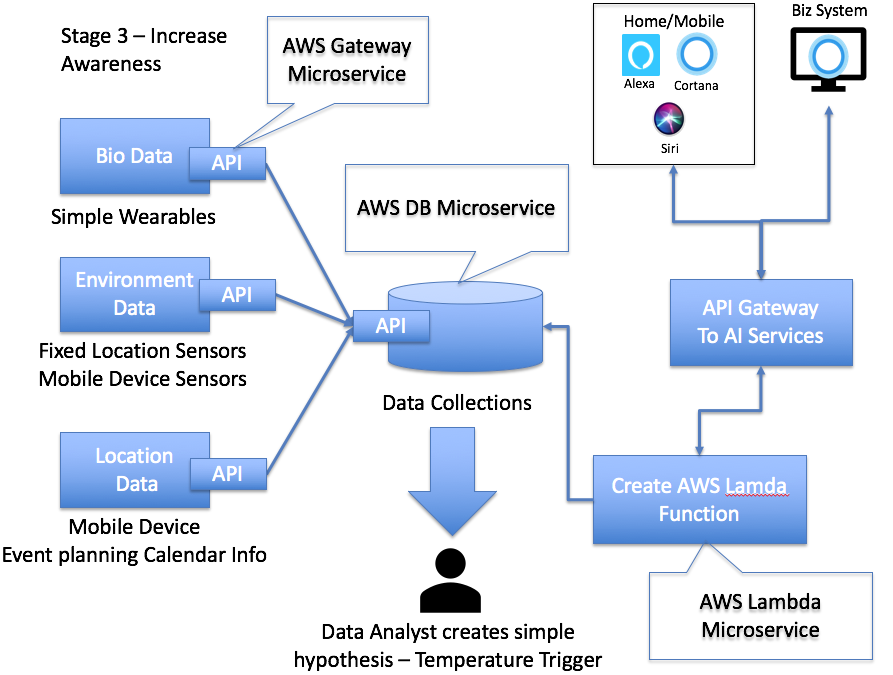 Stage 3 – Increase
Awareness
AWS Gateway
Microservice
Home/Mobile
Alexa
Cortana
Siri
Biz System
Bio Data
API
Simple Wearables
AWS DB Microservice
Environment
Data
API
Fixed Location Sensors
Mobile Device Sensors
API
Data Collections
API Gateway
To AI Services
Location
Data
API
Mobile Device
Event planning Calendar Info
Create AWS Lamda
Function
AWS Lambda
Microservice
Data Analyst creates simple
hypothesis – Temperature Trigger